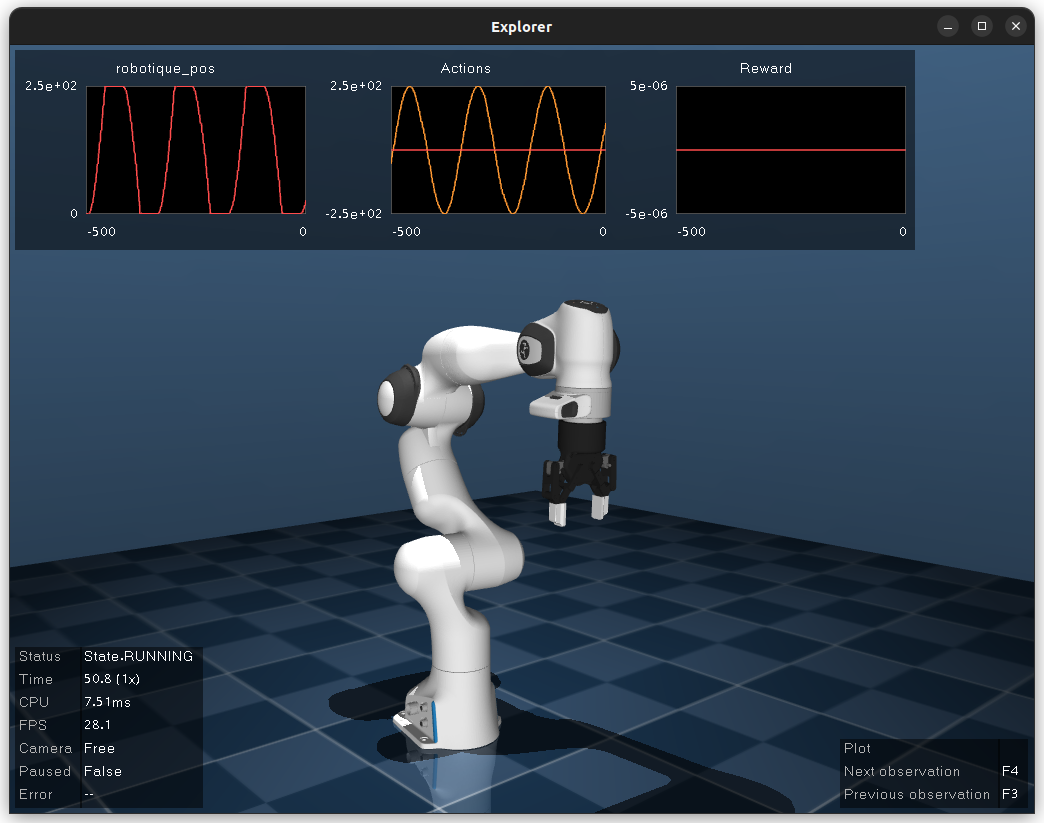 Explorer
robotique_pos
Actions
Reward
2.5e+02
2.5e+02
5e-06
0
-2.5e+02
-5e-06
-500
0
-500
0
-500
0
Status State.RUNNING
Time 50.8 (1x)
CPU 7.51ms
FPS 28.1
Camera Free
Paused False
Error --
Plot
Next observation F4
Previous observation F3